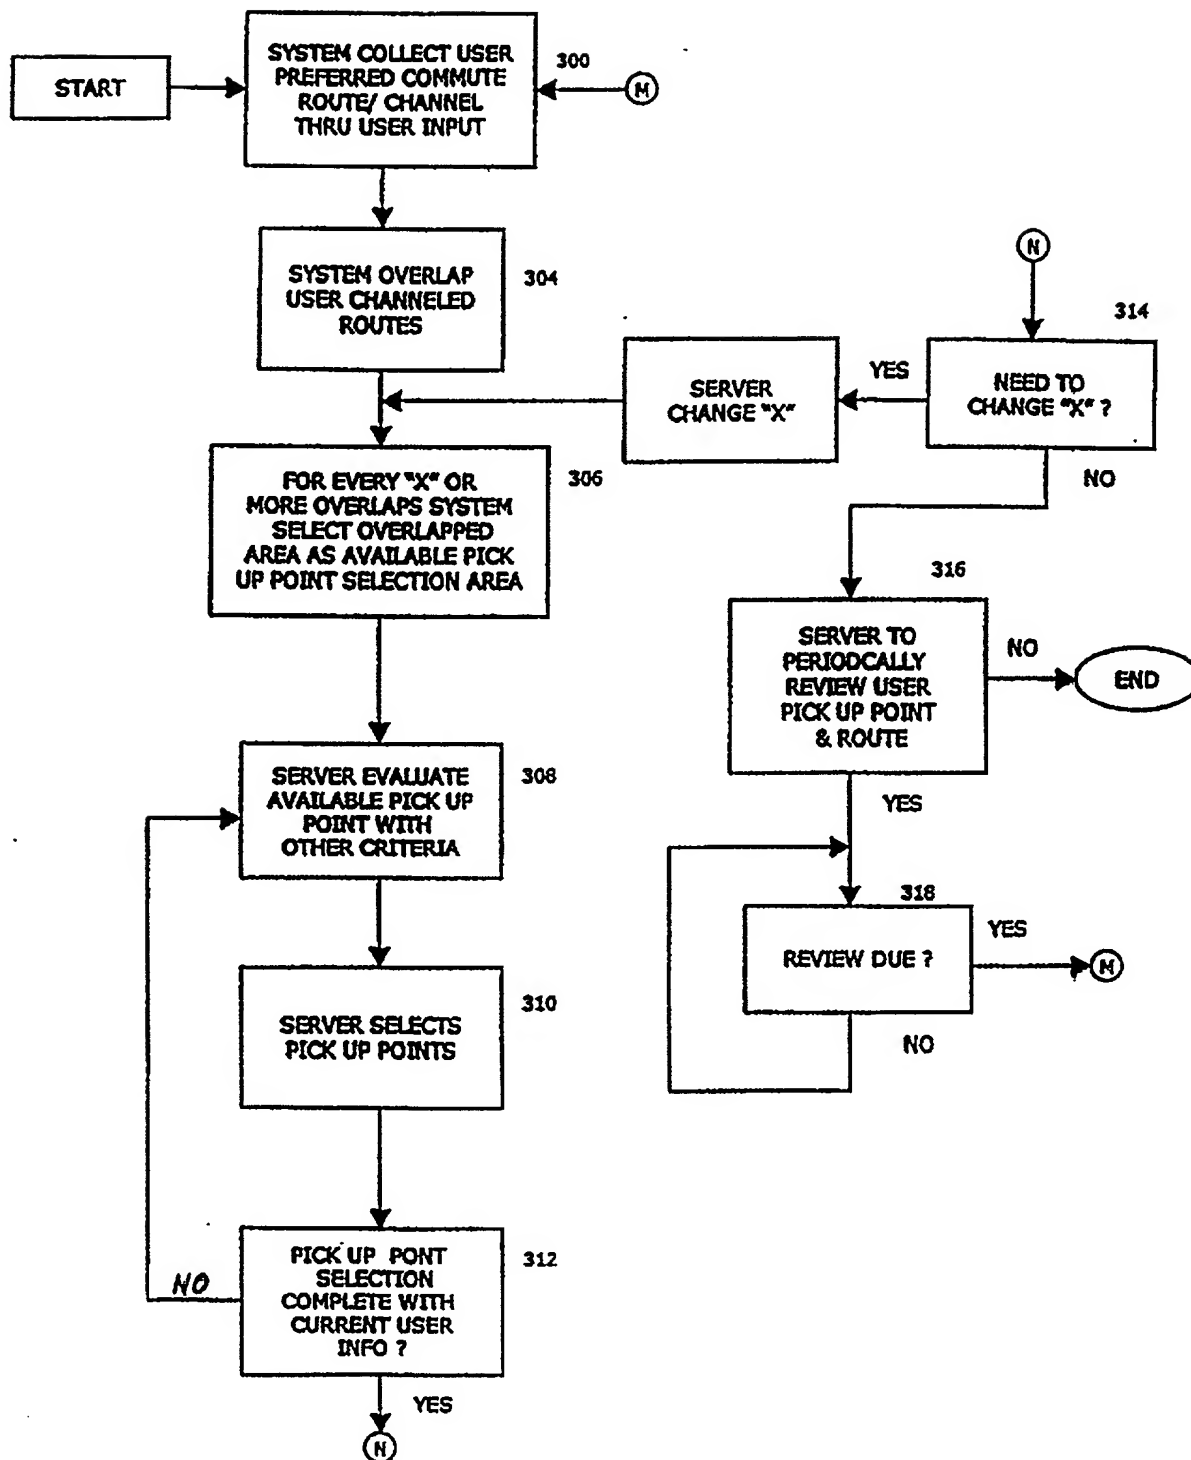 START
SYSTEM COLLECT USER
PREFERRED COMMUTE
ROUTE/ CHANNEL
THRU USER INPUT
300
M
SYSTEM OVERLAP
USER CHANNELED
ROUTES
304
FOR EVERY "X" OR
MORE OVERLAPS SYSTEM
SELECT OVERLAPPED
AREA AS AVAILABLE PICK
UP POINT SELECTION AREA
306
SERVER EVALUATE
AVAILABLE PICK UP
POINT WITH
OTHER CRITERIA
308
SERVER SELECTS
PICK UP POINTS
310
PICK UP PONT
SELECTION
COMPLETE WITH
CURRENT USER
INFO ?
312
NO
YES
N
N
314
NEED TO
CHANGE "X" ?
YES
SERVER
CHANGE "X"
NO
316
SERVER TO
PERIODCALLY
REVIEW USER
PICK UP POINT
& ROUTE
NO
END
YES
318
REVIEW DUE ?
YES
M
NO